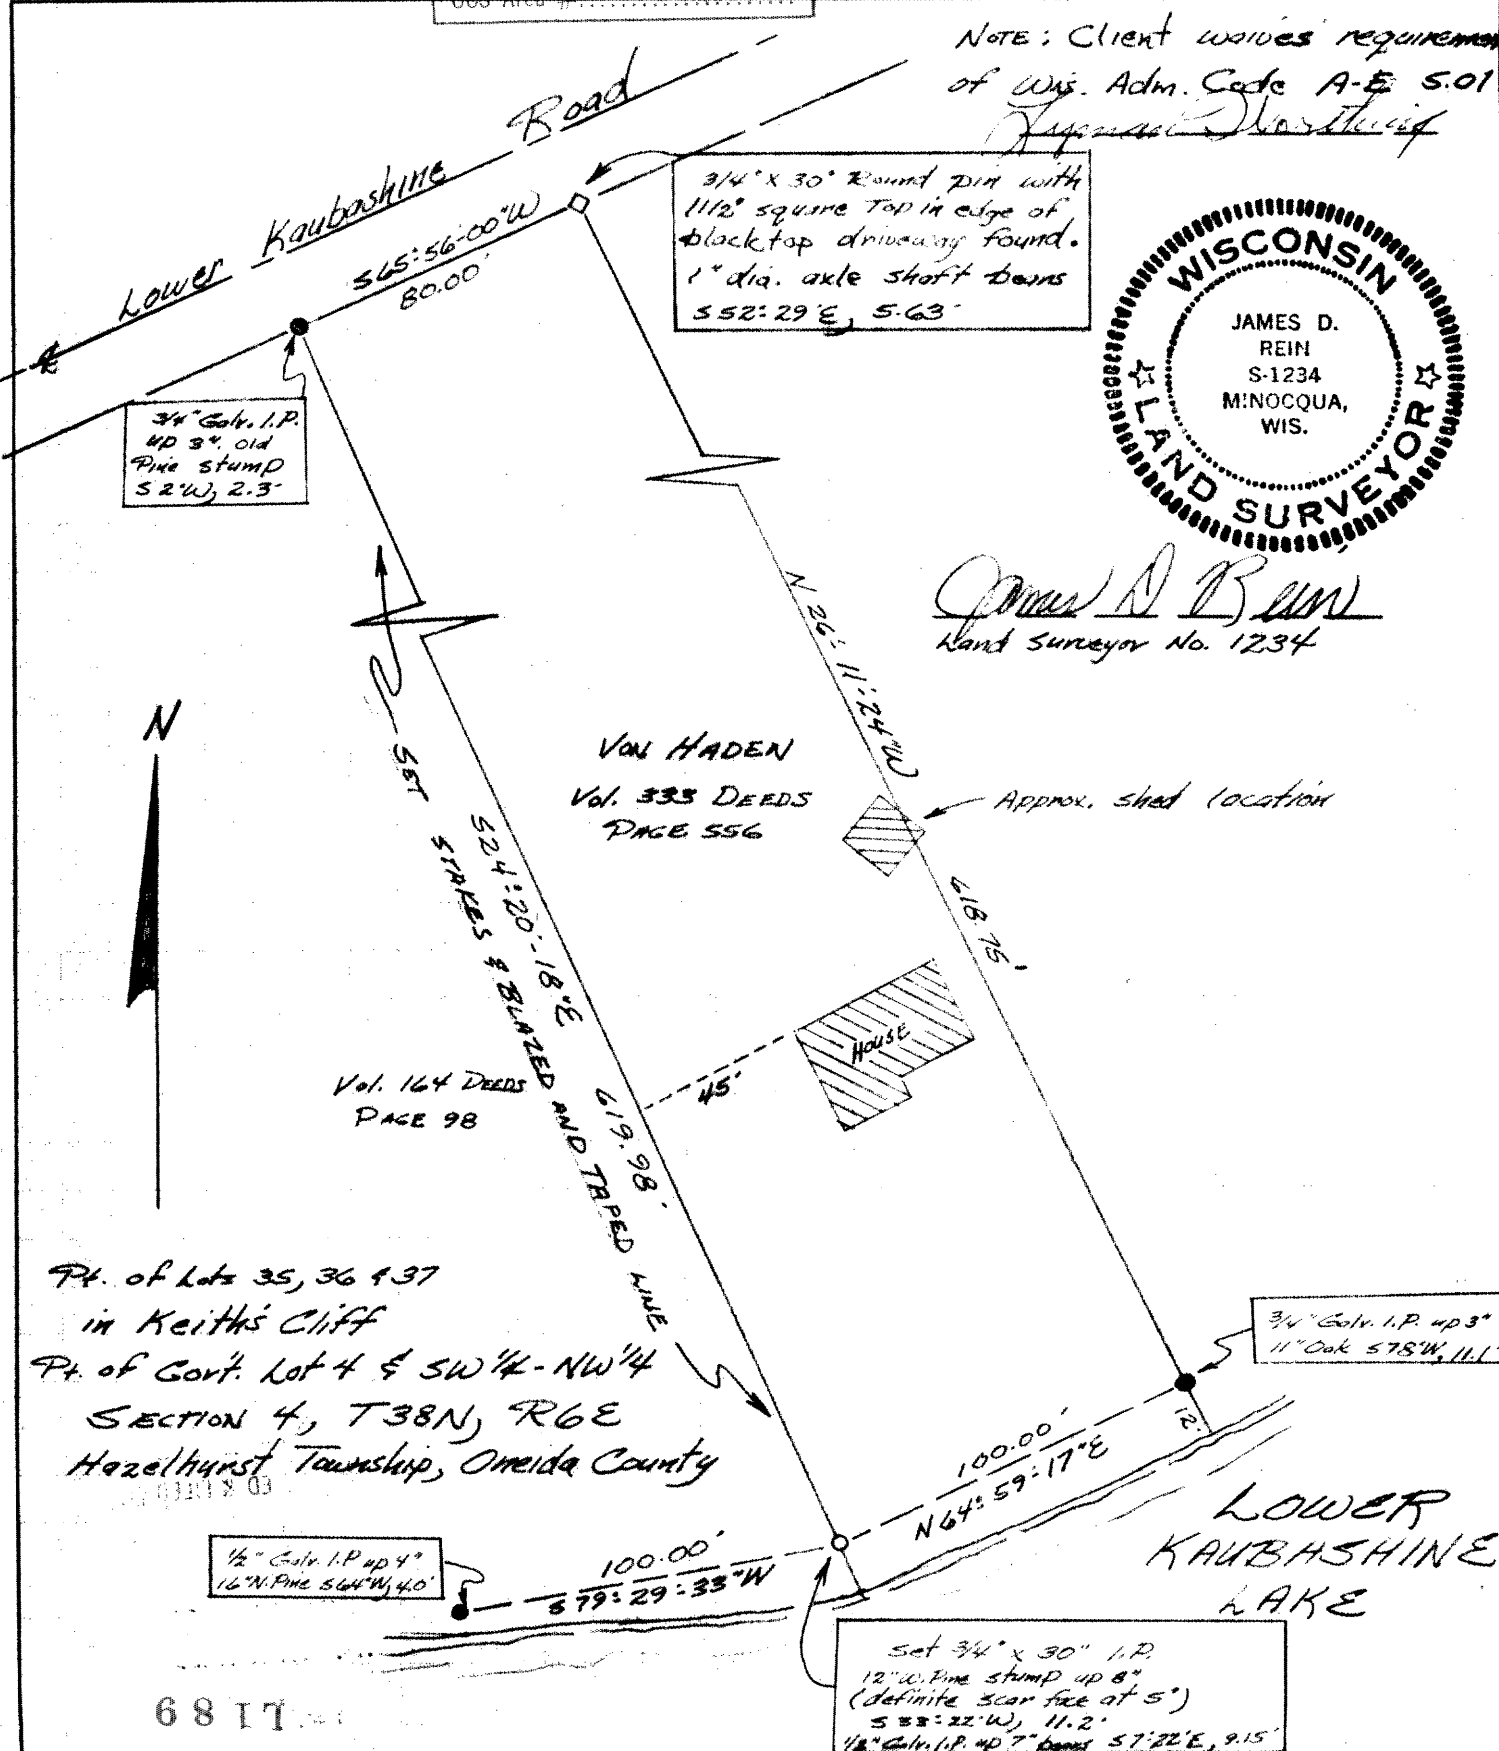 NOTE: Client waives requirement
of Wis. Adm. Code A-E 5.01
Lower Kaubashine Road
S65:56-00"W
80.00'
3/4" x 30" Round pin with
1 1/2" square Top in edge of
blacktop driveway found.
1" dia. axle shaft bears
S52:29'E, 5.63'
WISCONSIN
JAMES D.
REIN
S-1234
MINOCQUA,
WIS.
LAND SURVEYOR
3/4" Galv. I.P.
up 3". old
Pine stump
S2°W, 2.3'
James D Rein
Land Surveyor No. 1234
N
N 26:11:24"W
VON HADEN
Vol. 333 DEEDS
PAGE 556
Approx. shed location
SET STAKES & BLAZED AND TAPED LINE
S24:20'-18"E
619.98'
618.75'
HOUSE
45'
Vol. 164 DEEDS
PAGE 98
Pt. of Lots 35, 36 & 37
in Keith's Cliff
Pt. of Gov't. Lot 4 & SW 1/4-NW 1/4
SECTION 4, T38N, R6E
Hazelhurst Township, Oneida County
3/4" Galv. I.P. up 3"
11" Oak S78°W, 11.1'
12'
100.00'
N64:59:17"E
LOWER
KAUBASHINE
LAKE
1/2" Galv. I.P up 4"
16" N. Pine S64°W, 4.0'
100.00'
S79:29:33"W
Set 3/4" x 30" I.P.
12" W. Pine stump up 8"
(definite scar face at 5")
S33:22'W, 11.2'
1/2" Galv. I.P. up 7" bears S7:22'E, 9.15'
L189